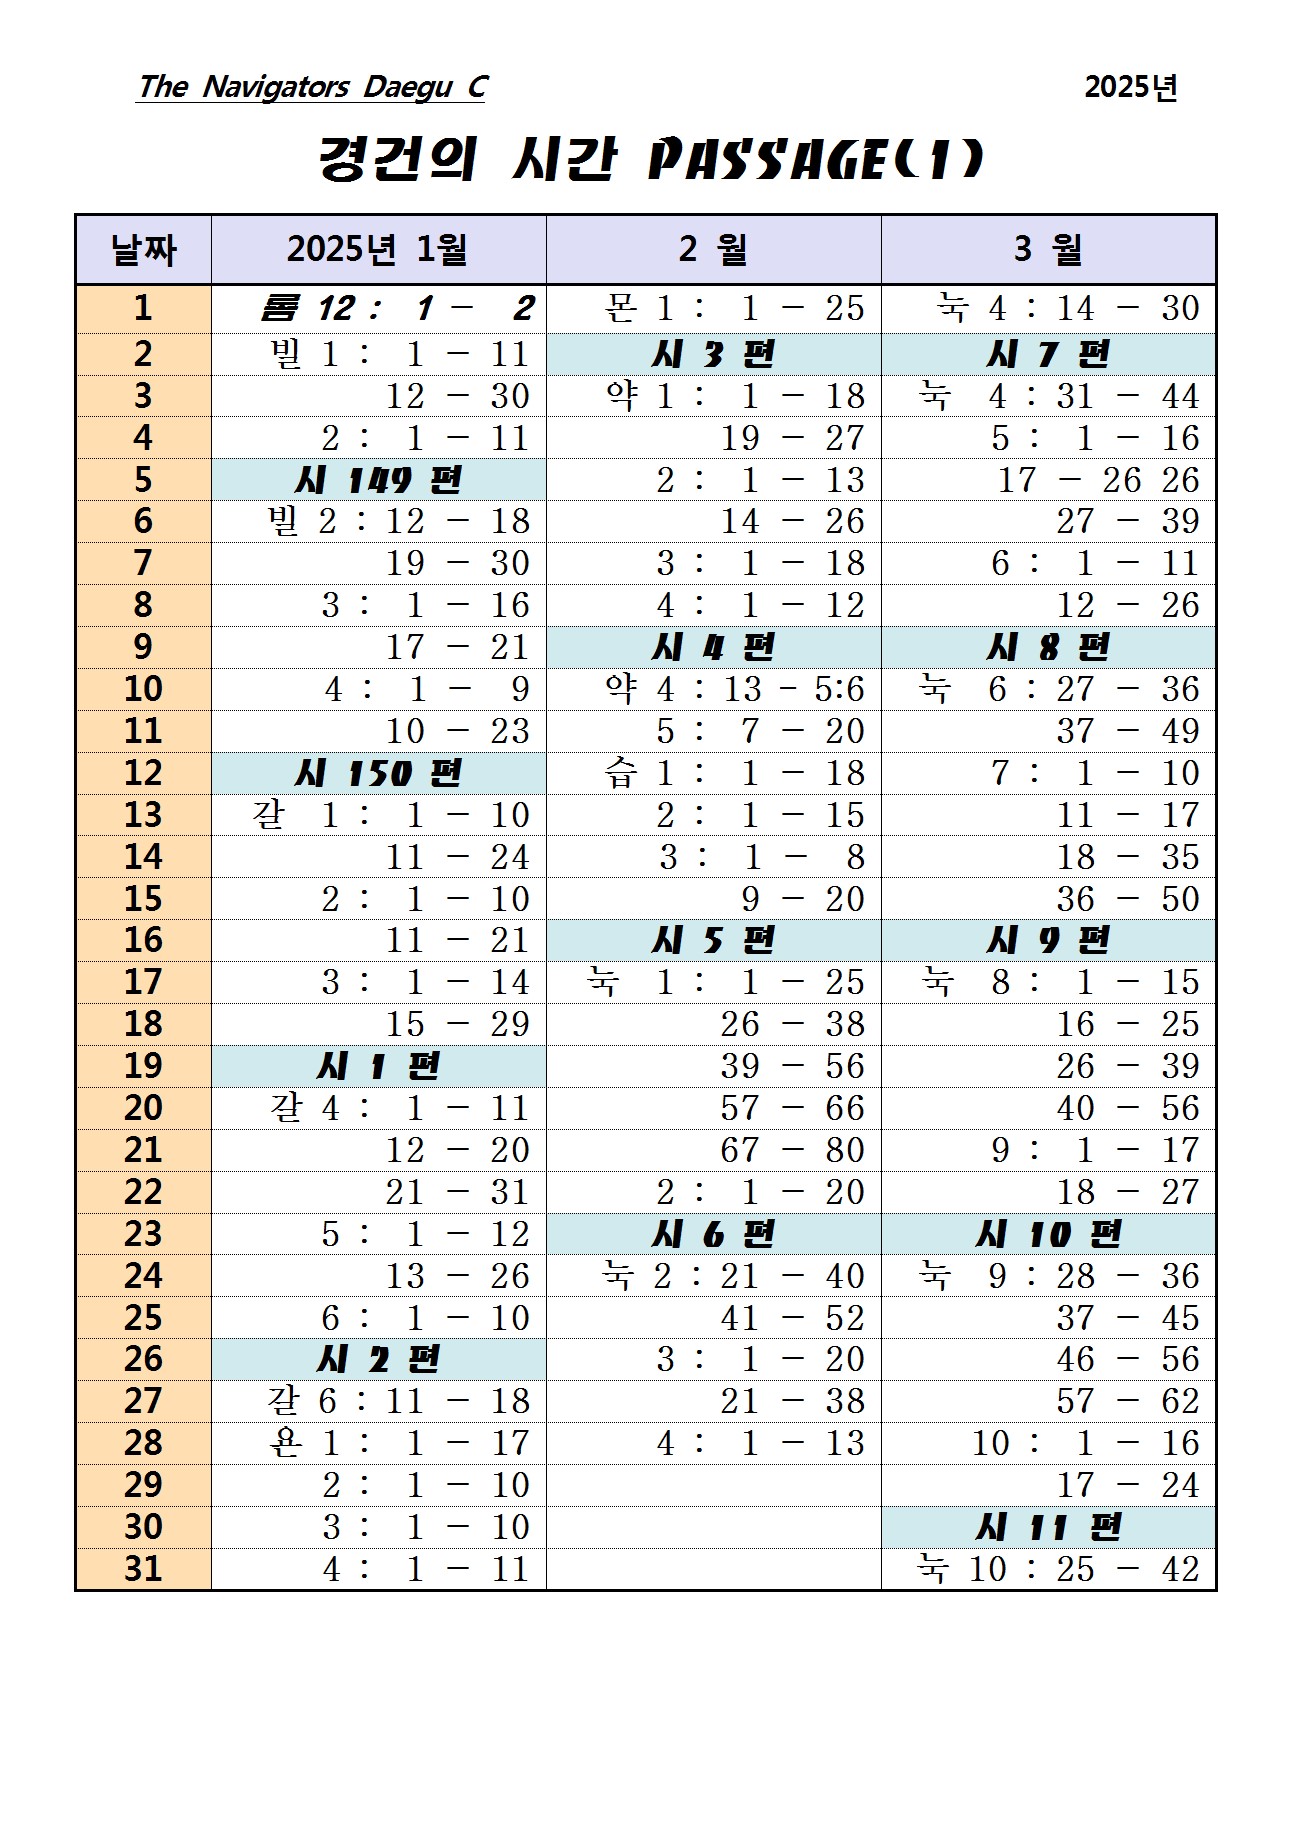 The Navigators Daegu C 2025년
경건의 시간 PASSAGE(1)
날짜 2025년 1월 2 월 3 월
1 롬 12 : 1 - 2 몬 1 : 1 - 25 눅 4 : 14 - 30
2 빌 1 : 1 - 11 시 3 편 시 7 편
3 12 - 30 약 1 : 1 - 18 눅 4 : 31 - 44
4 2 : 1 - 11 19 - 27 5 : 1 - 16
5 시 149 편 2 : 1 - 13 17 - 26 26
6 빌 2 : 12 - 18 14 - 26 27 - 39
7 19 - 30 3 : 1 - 18 6 : 1 - 11
8 3 : 1 - 16 4 : 1 - 12 12 - 26
9 17 - 21 시 4 편 시 8 편
10 4 : 1 - 9 약 4 : 13 - 5:6 눅 6 : 27 - 36
11 10 - 23 5 : 7 - 20 37 - 49
12 시 150 편 습 1 : 1 - 18 7 : 1 - 10
13 갈 1 : 1 - 10 2 : 1 - 15 11 - 17
14 11 - 24 3 : 1 - 8 18 - 35
15 2 : 1 - 10 9 - 20 36 - 50
16 11 - 21 시 5 편 시 9 편
17 3 : 1 - 14 눅 1 : 1 - 25 눅 8 : 1 - 15
18 15 - 29 26 - 38 16 - 25
19 시 1 편 39 - 56 26 - 39
20 갈 4 : 1 - 11 57 - 66 40 - 56
21 12 - 20 67 - 80 9 : 1 - 17
22 21 - 31 2 : 1 - 20 18 - 27
23 5 : 1 - 12 시 6 편 시 10 편
24 13 - 26 눅 2 : 21 - 40 눅 9 : 28 - 36
25 6 : 1 - 10 41 - 52 37 - 45
26 시 2 편 3 : 1 - 20 46 - 56
27 갈 6 : 11 - 18 21 - 38 57 - 62
28 욘 1 : 1 - 17 4 : 1 - 13 10 : 1 - 16
29 2 : 1 - 10 17 - 24
30 3 : 1 - 10 시 11 편
31 4 : 1 - 11 눅 10 : 25 - 42